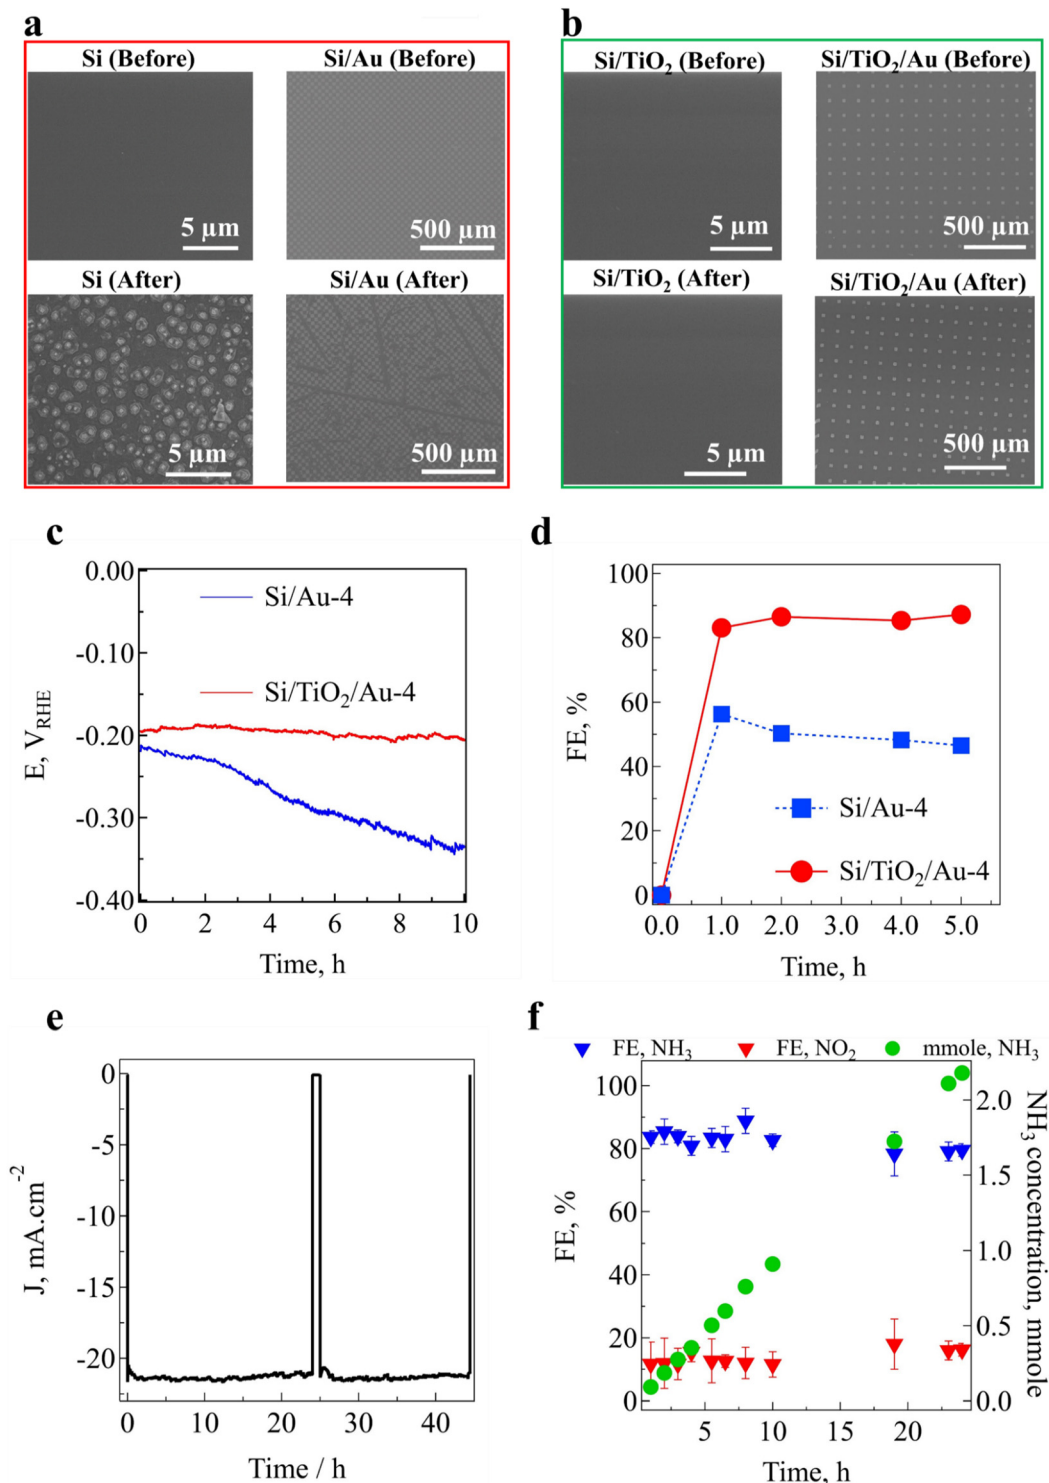 a
b
Si (Before)
Si/Au (Before)
Si/TiO₂ (Before)
Si/TiO₂/Au (Before)
5 µm
500 µm
5 µm
500 µm
Si (After)
Si/Au (After)
Si/TiO₂ (After)
Si/TiO₂/Au (After)
5 µm
500 µm
5 µm
500 µm
c
0.00
-0.10
-0.20
-0.30
-0.40
E, V_RHE
Si/Au-4
Si/TiO₂/Au-4
0 2 4 6 8 10
Time, h
d
100
80
60
40
20
0
FE, %
Si/Au-4
Si/TiO₂/Au-4
0.0 1.0 2.0 3.0 4.0 5.0
Time, h
e
0
-5
-10
-15
-20
J, mA.cm⁻²
0 10 20 30 40
Time / h
f
FE, NH₃ FE, NO₂ mmole, NH₃
100
80
60
40
20
0
FE, %
2.0
1.5
1.0
0.5
0.0
NH₃ concentration, mmole
5 10 15 20
Time, h